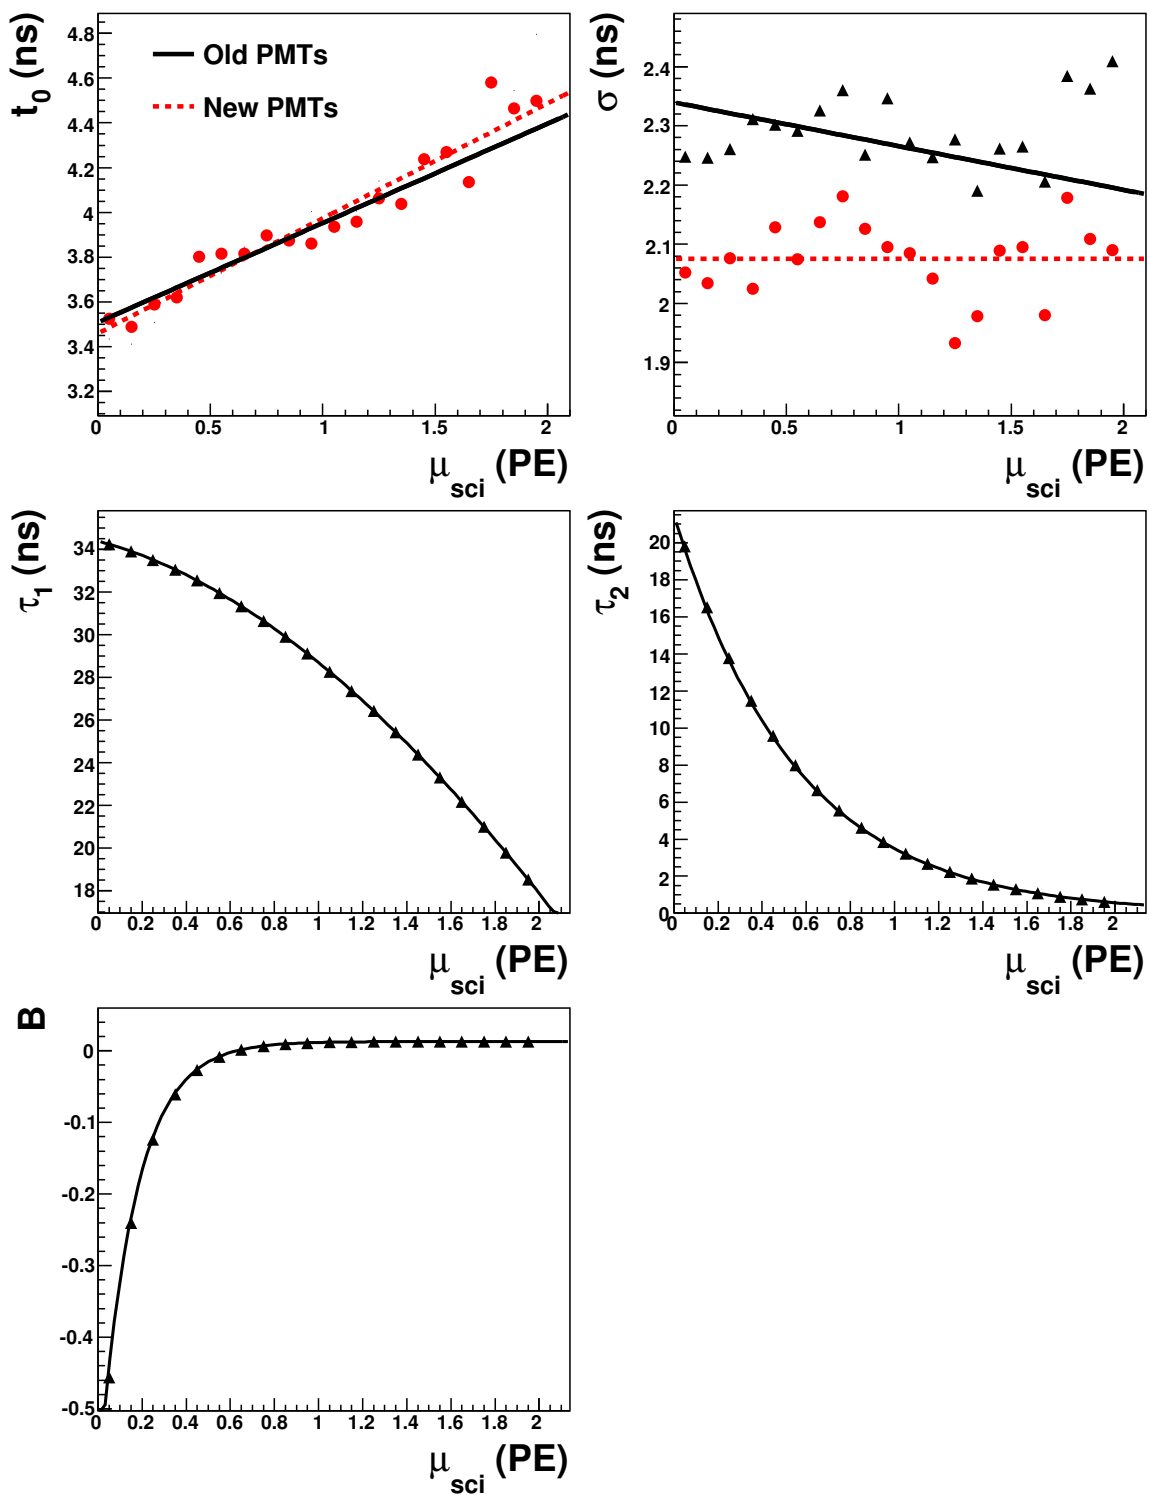 t0 (ns)
4.8
4.6
4.4
4.2
4
3.8
3.6
3.4
3.2
Old PMTs
New PMTs
0 0.5 1 1.5 2
μsci (PE)
σ (ns)
2.4
2.3
2.2
2.1
2
1.9
0 0.5 1 1.5 2
μsci (PE)
τ1 (ns)
34
32
30
28
26
24
22
20
18
0 0.2 0.4 0.6 0.8 1 1.2 1.4 1.6 1.8 2
μsci (PE)
τ2 (ns)
20
18
16
14
12
10
8
6
4
2
0
0 0.2 0.4 0.6 0.8 1 1.2 1.4 1.6 1.8 2
μsci (PE)
B
0
-0.1
-0.2
-0.3
-0.4
-0.5
0 0.2 0.4 0.6 0.8 1 1.2 1.4 1.6 1.8 2
μsci (PE)